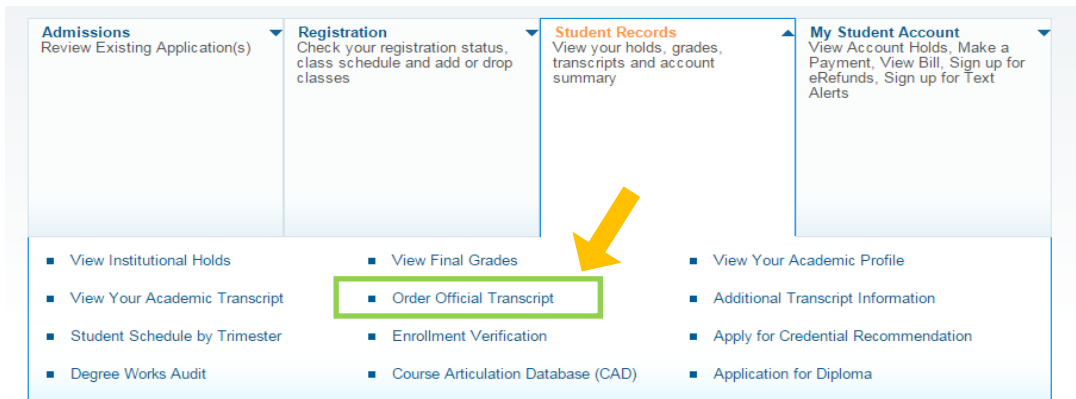 Admissions
Review Existing Application(s)
Registration
Check your registration status,
class schedule and add or drop
classes
Student Records
View your holds, grades,
transcripts and account
summary
My Student Account
View Account Holds, Make a
Payment, View Bill, Sign up for
eRefunds, Sign up for Text
Alerts
View Institutional Holds
View Final Grades
View Your Academic Profile
View Your Academic Transcript
Order Official Transcript
Additional Transcript Information
Student Schedule by Trimester
Enrollment Verification
Apply for Credential Recommendation
Degree Works Audit
Course Articulation Database (CAD)
Application for Diploma